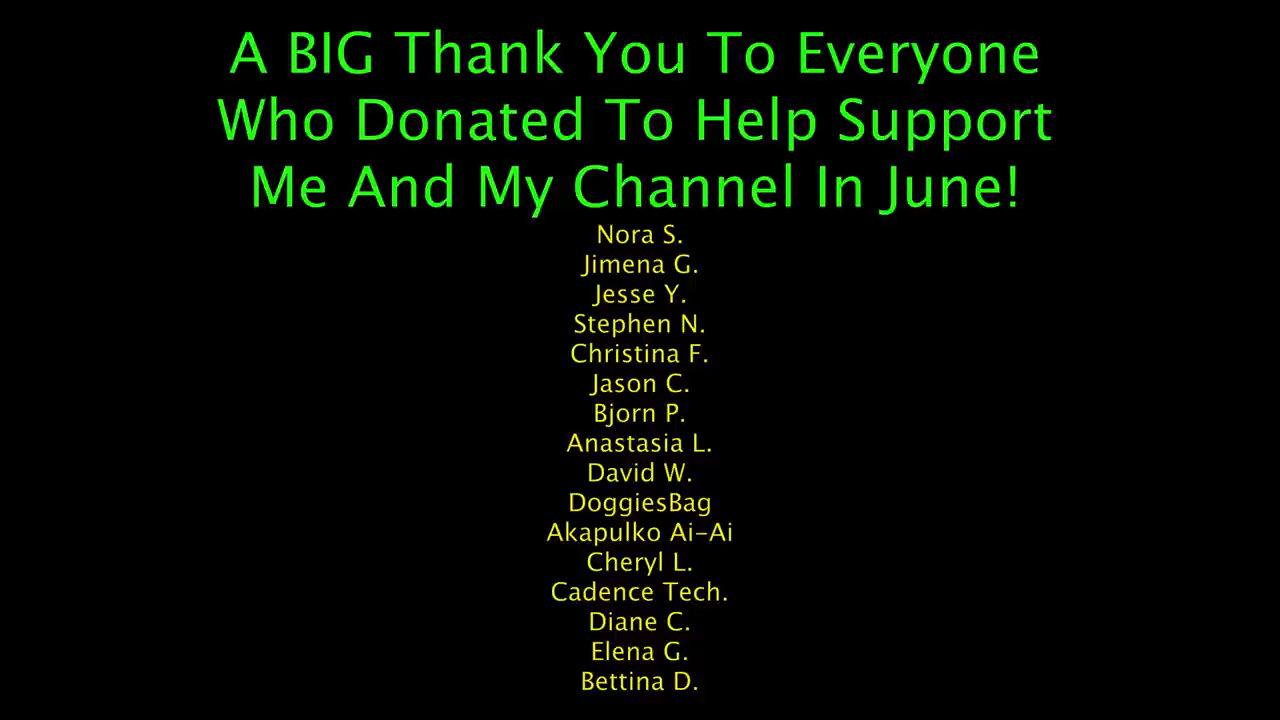 A BIG Thank You To Everyone
Who Donated To Help Support
Me And My Channel In June!
Nora S.
Jimena G.
Jesse Y.
Stephen N.
Christina F.
Jason C.
Bjorn P.
Anastasia L.
David W.
DoggiesBag
Akapulko Ai-Ai
Cheryl L.
Cadence Tech.
Diane C.
Elena G.
Bettina D.